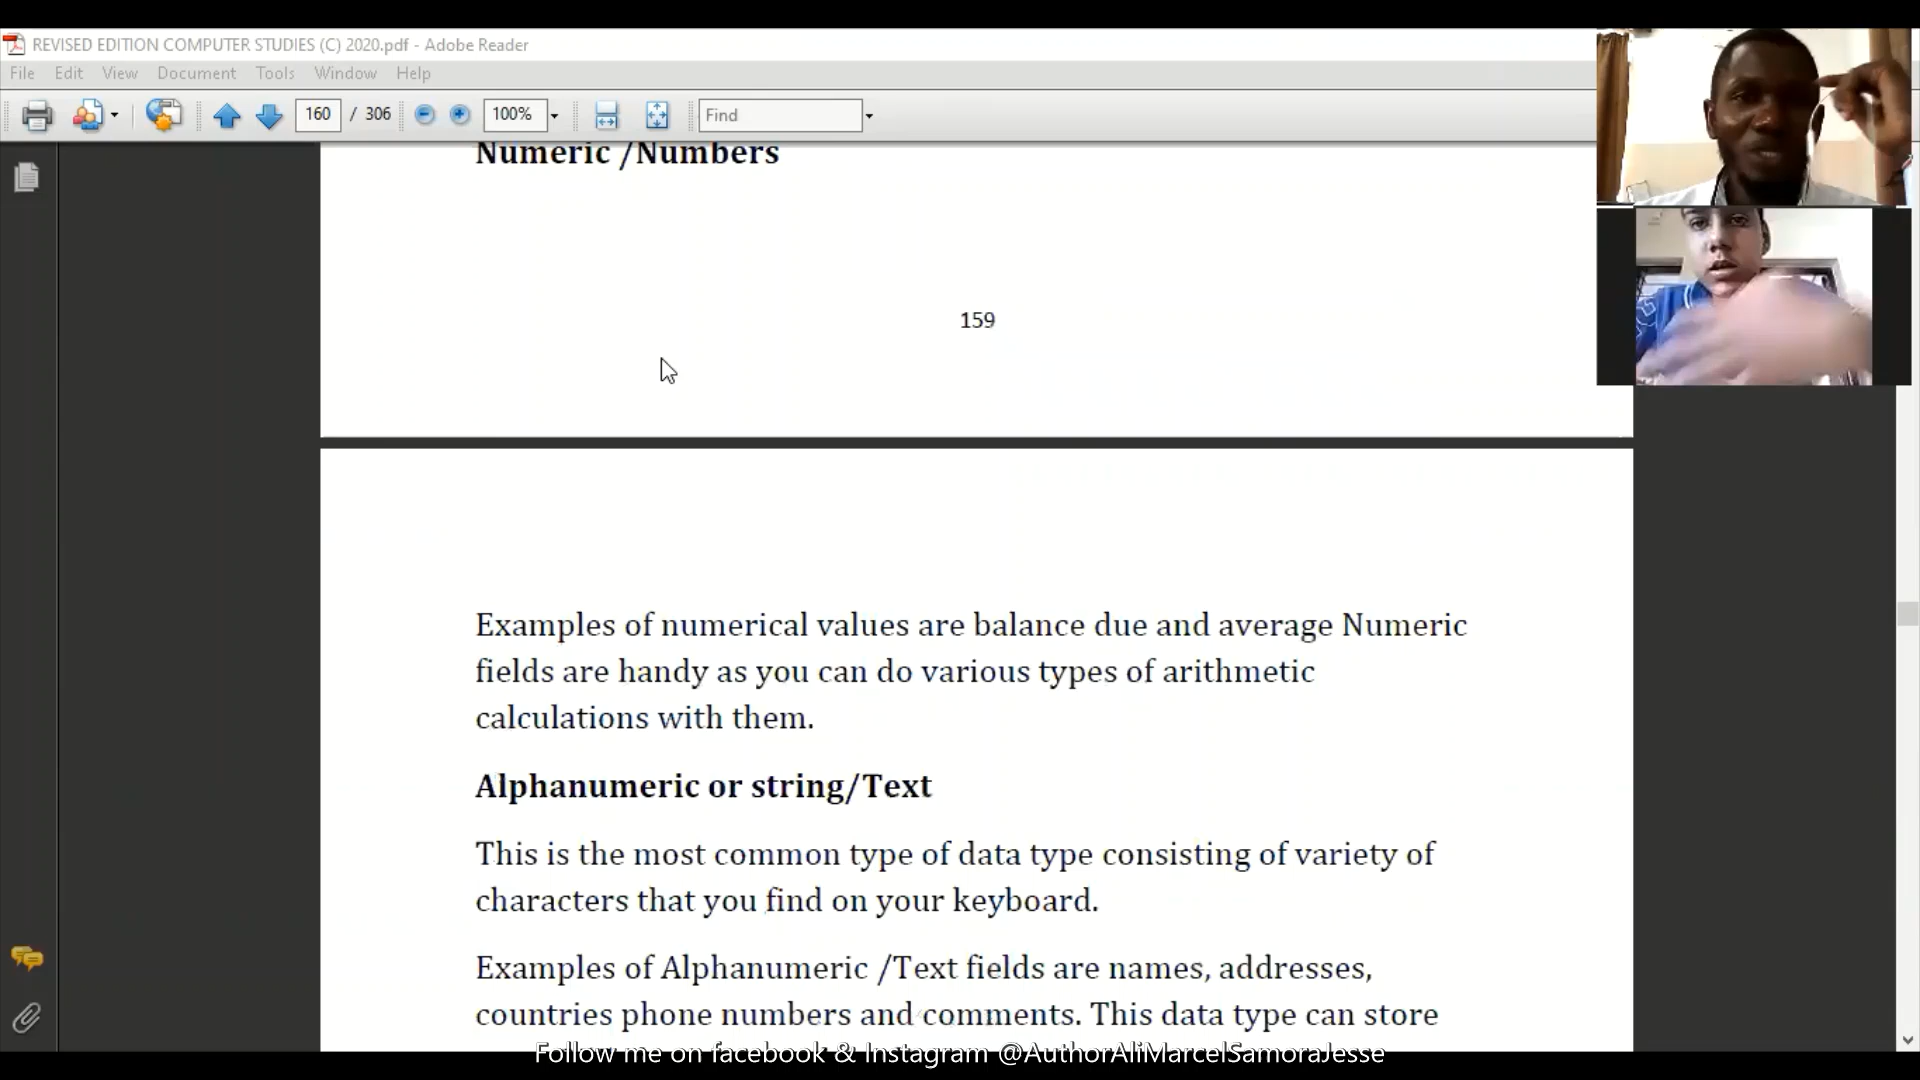 REVISED EDITION COMPUTER STUDIES (C) 2020.pdf - Adobe Reader
File Edit View Document Tools Window Help
160 / 306 100% Find
Numeric /Numbers
159
Examples of numerical values are balance due and average Numeric
fields are handy as you can do various types of arithmetic
calculations with them.
Alphanumeric or string/Text
This is the most common type of data type consisting of variety of
characters that you find on your keyboard.
Examples of Alphanumeric /Text fields are names, addresses,
countries phone numbers and comments. This data type can store
Follow me on facebook & Instagram @AuthorAliMarcelSamoraJesse